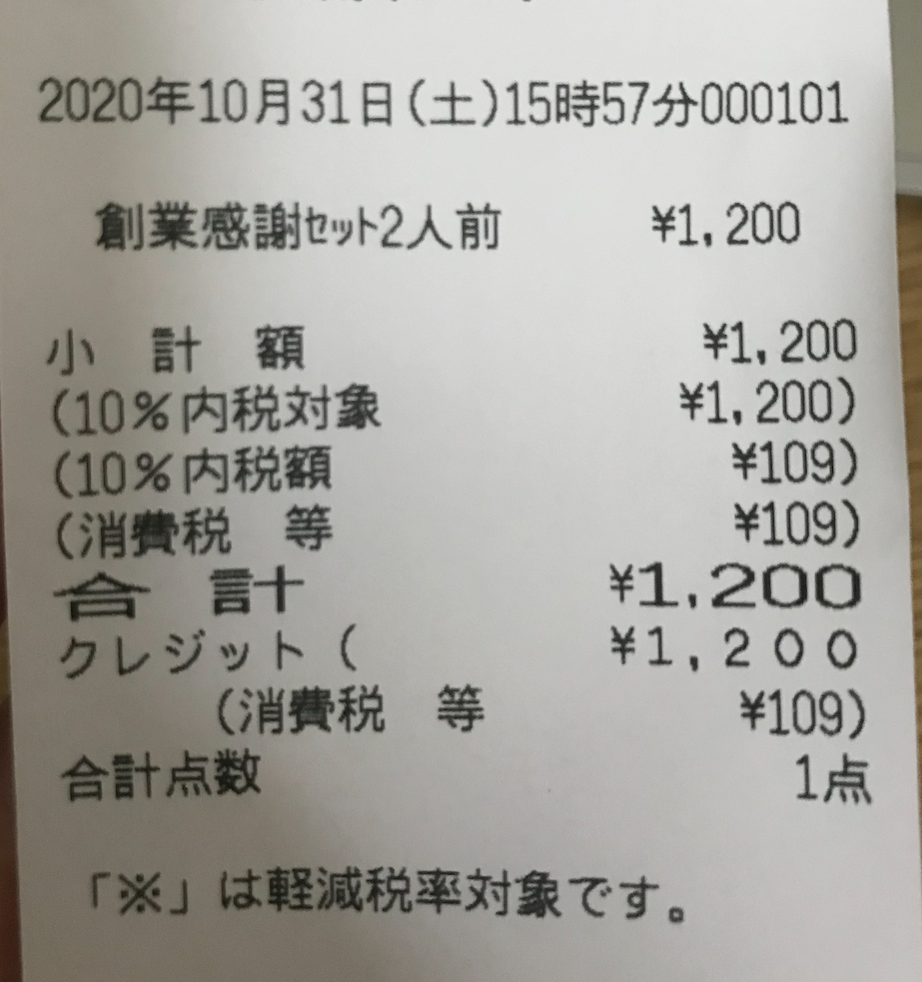 2020年10月31日(土)15時57分000101
創業感謝ｾｯﾄ2人前 ¥1,200
小 計 額 ¥1,200
(10%内税対象 ¥1,200)
(10%内税額 ¥109)
(消費税 等 ¥109)
合 計 ¥1,200
クレジット( ¥1,200
(消費税 等 ¥109)
合計点数 1点
「※」は軽減税率対象です。